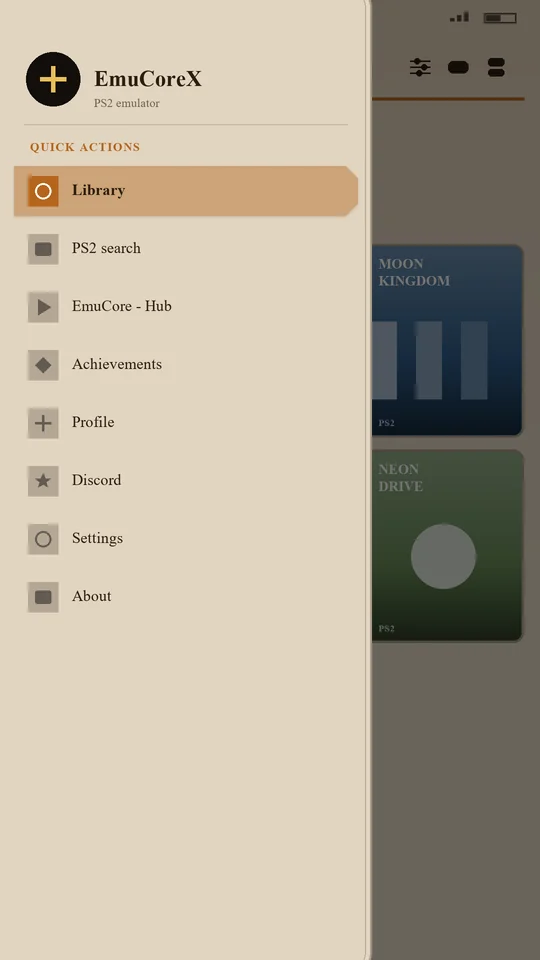 EmuCoreX
PS2 emulator
QUICK ACTIONS
Library
PS2 search
EmuCore - Hub
Achievements
Profile
Discord
Settings
About
MOON
KINGDOM
PS2
NEON
DRIVE
PS2